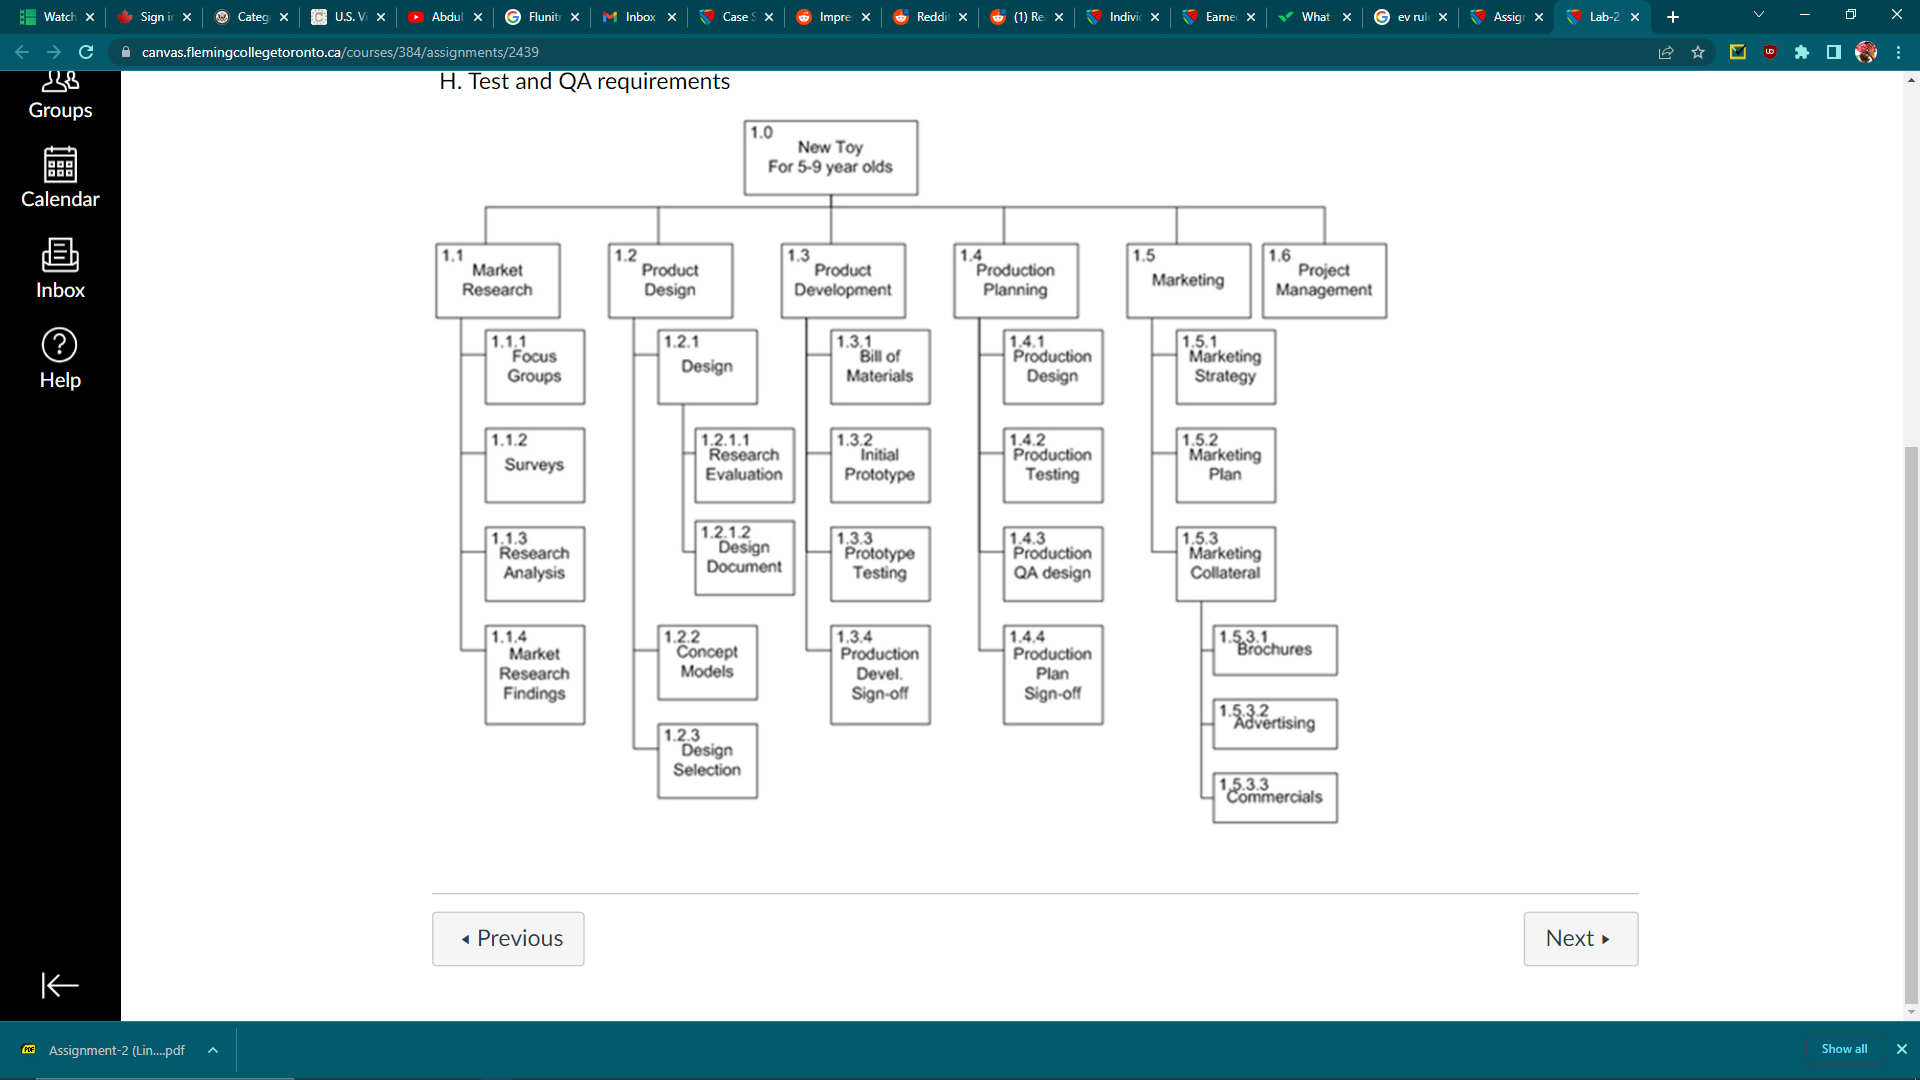 Watch
Sign i
Categ
U.S. Vi
Abdul
Flunitr
Inbox
Case S
Impre
Reddi
(1) Re
Indivi
Earne
What
ev rul
Assign
Lab-2
canvas.flemingcollegetoronto.ca/courses/384/assignments/2439
Groups
Calendar
Inbox
Help
H. Test and QA requirements
1.0
New Toy
For 5-9 year olds
1.1
Market
Research
1.2
Product
Design
1.3
Product
Development
1.4
Production
Planning
1.5
Marketing
1.6
Project
Management
1.1.1
Focus
Groups
1.1.2
Surveys
1.1.3
Research
Analysis
1.1.4
Market
Research
Findings
1.2.1
Design
1.2.1.1
Research
Evaluation
1.2.1.2
Design
Document
1.2.2
Concept
Models
1.2.3
Design
Selection
1.3.1
Bill of
Materials
1.3.2
Initial
Prototype
1.3.3
Prototype
Testing
1.3.4
Production
Devel.
Sign-off
1.4.1
Production
Design
1.4.2
Production
Testing
1.4.3
Production
QA design
1.4.4
Production
Plan
Sign-off
1.5.1
Marketing
Strategy
1.5.2
Marketing
Plan
1.5.3
Marketing
Collateral
1.5.3.1
Brochures
1.5.3.2
Advertising
1.5.3.3
Commercials
Previous
Next
Assignment-2 (Lin....pdf
Show all